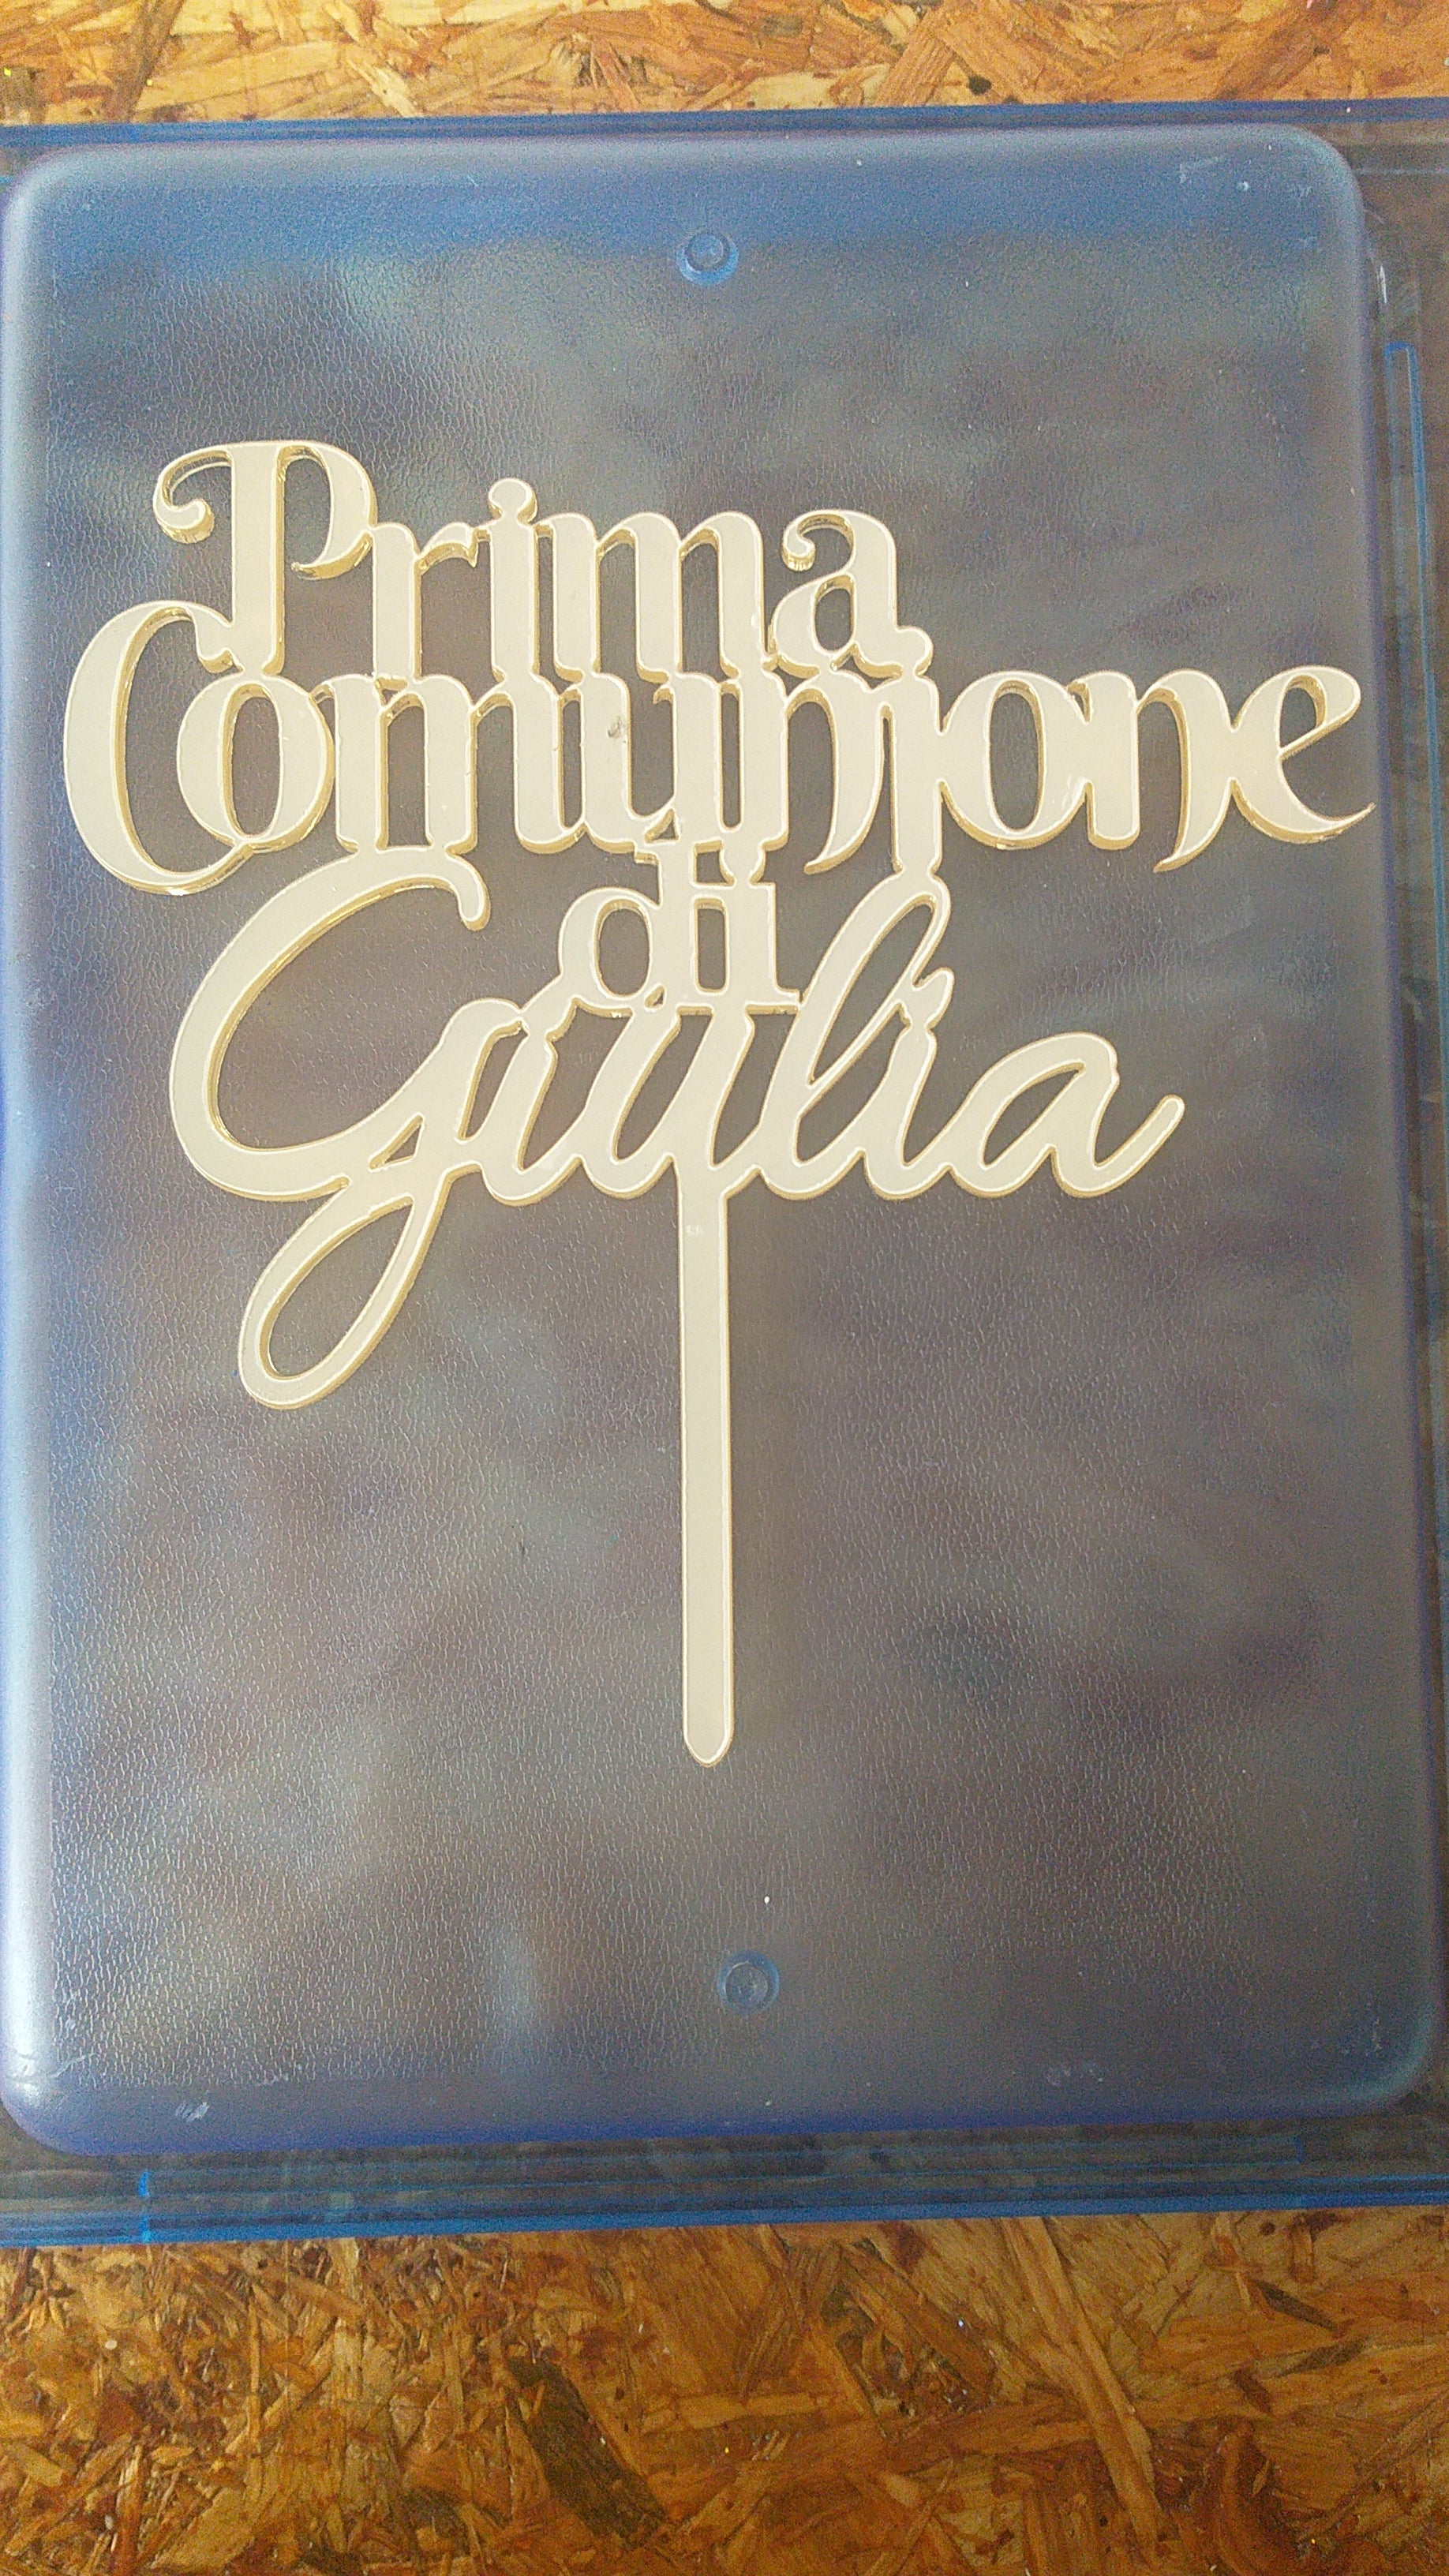 Prima
Comunione
di
Giulia